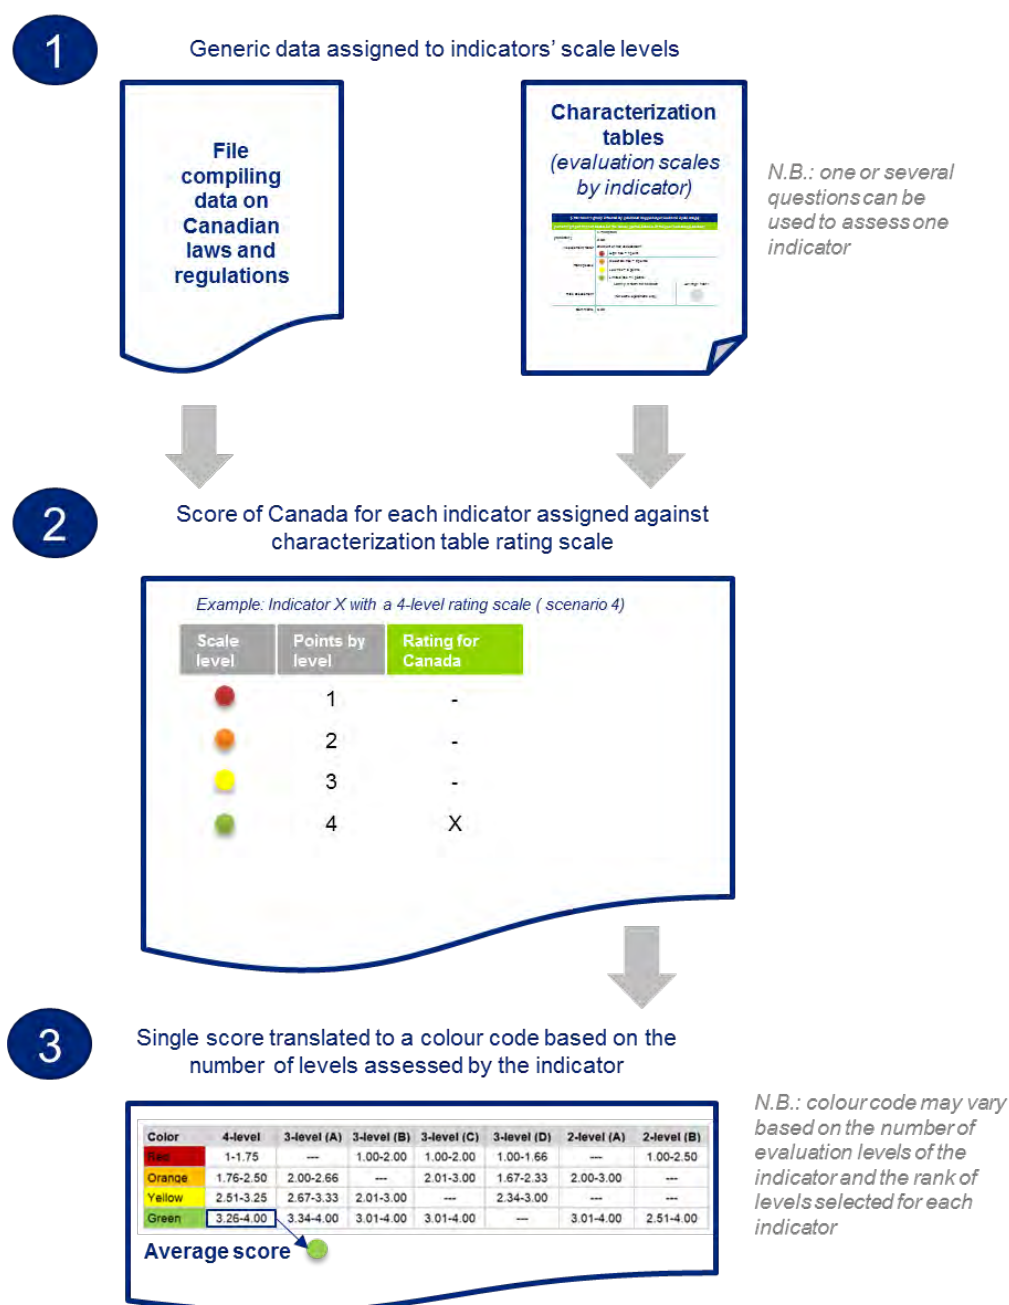 1
Generic data assigned to indicators' scale levels
File
compiling
data on
Canadian
laws and
regulations
Characterization
tables
(evaluation scales
by indicator)
N.B.: one or several
questions can be
used to assess one
indicator
2
Score of Canada for each indicator assigned against
characterization table rating scale
Example: Indicator X with a 4-level rating scale ( scenario 4)
Scale level Points by level Rating for Canada
1 -
2 -
3 -
4 X
3
Single score translated to a colour code based on the
number of levels assessed by the indicator
Color 4-level 3-level (A) 3-level (B) 3-level (C) 3-level (D) 2-level (A) 2-level (B)
Red 1-1.75 --- 1.00-2.00 1.00-2.00 1.00-1.66 --- 1.00-2.50
Orange 1.76-2.50 2.00-2.66 --- 2.01-3.00 1.67-2.33 2.00-3.00 ---
Yellow 2.51-3.25 2.67-3.33 2.01-3.00 --- 2.34-3.00 --- ---
Green 3.26-4.00 3.34-4.00 3.01-4.00 3.01-4.00 --- 3.01-4.00 2.51-4.00
Average score
N.B.: colour code may vary
based on the number of
evaluation levels of the
indicator and the rank of
levels selected for each
indicator